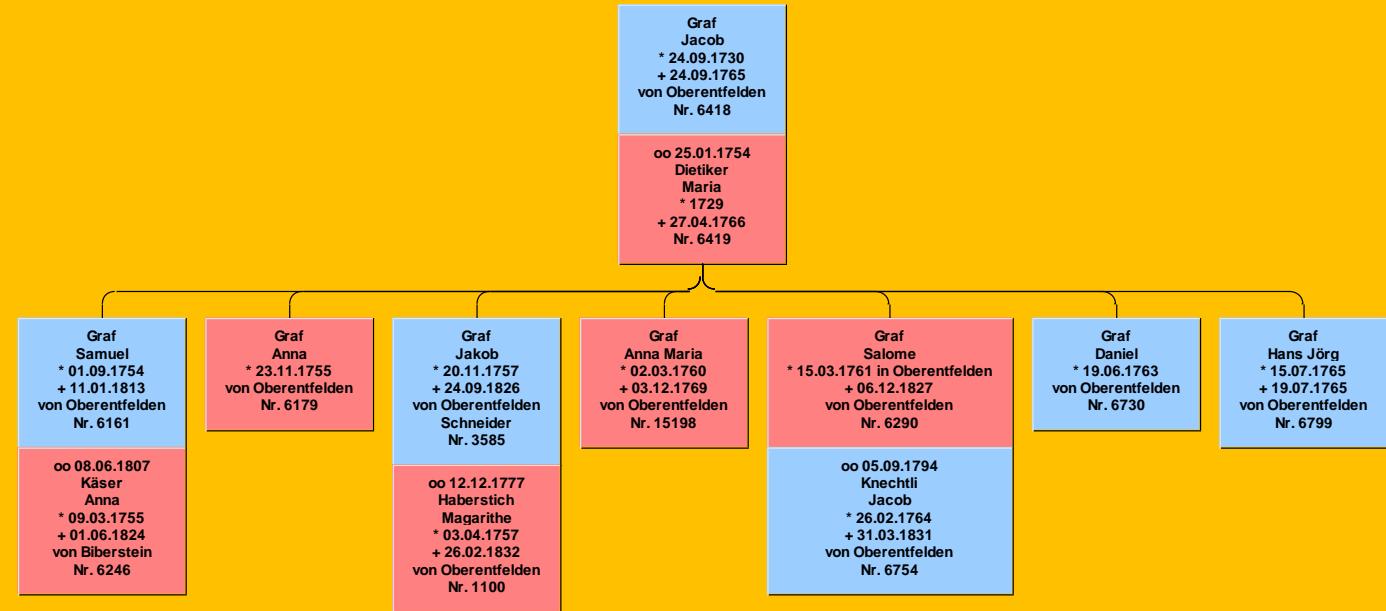 Graf
Jacob
* 24.09.1730
+ 24.09.1765
von Oberentfelden
Nr. 6418
oo 25.01.1754
Dietiker
Maria
* 1729
+ 27.04.1766
Nr. 6419
Graf
Samuel
* 01.09.1754
+ 11.01.1813
von Oberentfelden
Nr. 6161
oo 08.06.1807
Käser
Anna
* 09.03.1755
+ 01.06.1824
von Biberstein
Nr. 6246
Graf
Anna
* 23.11.1755
von Oberentfelden
Nr. 6179
Graf
Jakob
* 20.11.1757
+ 24.09.1826
von Oberentfelden
Schneider
Nr. 3585
oo 12.12.1777
Haberstich
Magarithe
* 03.04.1757
+ 26.02.1832
von Oberentfelden
Nr. 1100
Graf
Anna Maria
* 02.03.1760
+ 03.12.1769
von Oberentfelden
Nr. 15198
Graf
Salome
* 15.03.1761 in Oberentfelden
+ 06.12.1827
von Oberentfelden
Nr. 6290
oo 05.09.1794
Knechtli
Jacob
* 26.02.1764
+ 31.03.1831
von Oberentfelden
Nr. 6754
Graf
Daniel
* 19.06.1763
von Oberentfelden
Nr. 6730
Graf
Hans Jörg
* 15.07.1765
+ 19.07.1765
von Oberentfelden
Nr. 6799